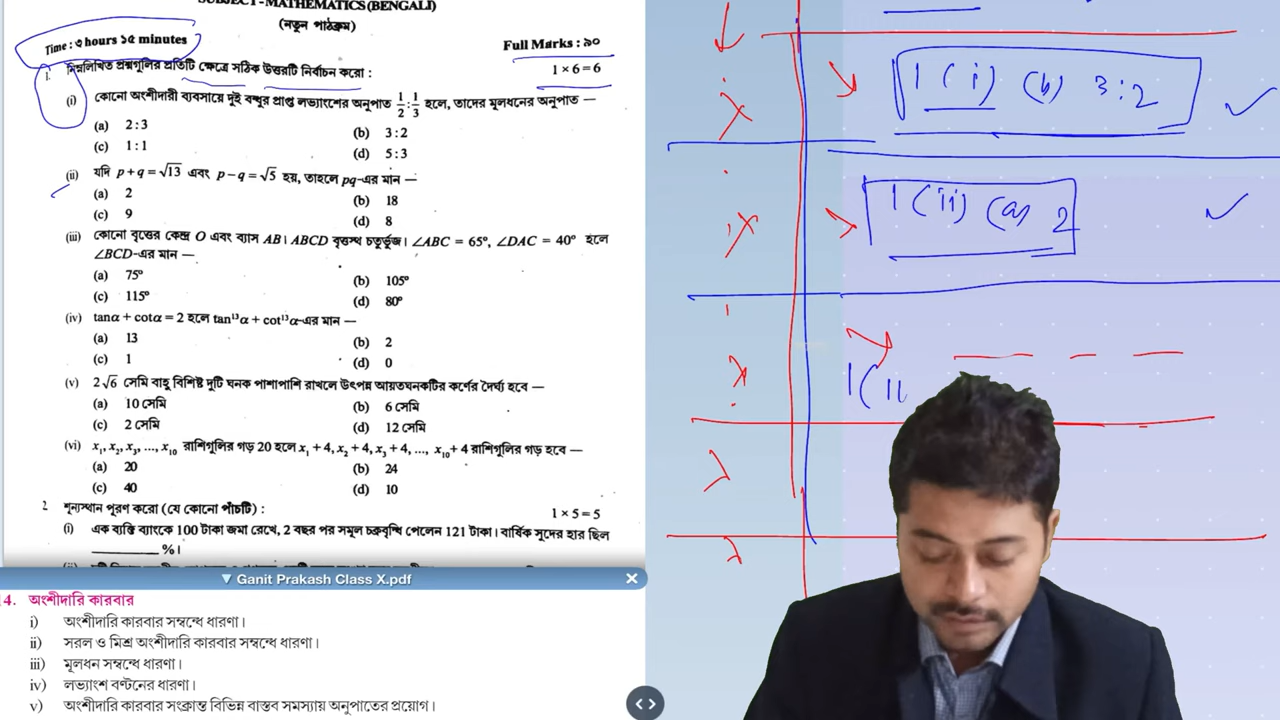 SUBJECT - MATHEMATICS (BENGALI)
(নতুন পাঠক্রম)
Time : ৩ hours ১৫ minutes
Full Marks : ৯০
1. নিম্নলিখিত প্রশ্নগুলির প্রতিটি ক্ষেত্রে সঠিক উত্তরটি নির্বাচন করো : 1 × 6 = 6
(i) কোনো অংশীদারী ব্যবসায়ে দুই বন্ধুর প্রাপ্ত লভ্যাংশের অনুপাত 1/2 : 1/3 হলে, তাদের মূলধনের অনুপাত —
(a) 2 : 3 (b) 3 : 2
(c) 1 : 1 (d) 5 : 3
(ii) যদি p + q = √13 এবং p – q = √5 হয়, তাহলে pq-এর মান —
(a) 2 (b) 18
(c) 9 (d) 8
(iii) কোনো বৃত্তের কেন্দ্র O এবং ব্যাস AB। ABCD বৃত্তস্থ চতুর্ভুজ। ∠ABC = 65°, ∠DAC = 40° হলে
∠BCD-এর মান —
(a) 75° (b) 105°
(c) 115° (d) 80°
(iv) tanα + cotα = 2 হলে tan¹³α + cot¹³α-এর মান —
(a) 13 (b) 2
(c) 1 (d) 0
(v) 2√6 সেমি বাহু বিশিষ্ট দুটি ঘনক পাশাপাশি রাখলে উৎপন্ন আয়তঘনকটির কর্ণের দৈর্ঘ্য হবে —
(a) 10 সেমি (b) 6 সেমি
(c) 2 সেমি (d) 12 সেমি
(vi) x₁, x₂, x₃, ..., x₁₀ রাশিগুলির গড় 20 হলে x₁ + 4, x₂ + 4, x₃ + 4, ..., x₁₀ + 4 রাশিগুলির গড় হবে —
(a) 20 (b) 24
(c) 40 (d) 10
2 শূন্যস্থান পূরণ করো (যে কোনো পাঁচটি) : 1 × 5 = 5
(i) এক ব্যক্তি ব্যাংকে 100 টাকা জমা রেখে, 2 বছর পর সমূল চক্রবৃদ্ধি পেলেন 121 টাকা। বার্ষিক সুদের হার ছিল
________ %।
▼ Ganit Prakash Class X.pdf
14. অংশীদারি কারবার
i) অংশীদারি কারবার সম্বন্ধে ধারণা।
ii) সরল ও মিশ্র অংশীদারি কারবার সম্বন্ধে ধারণা।
iii) মূলধন সম্বন্ধে ধারণা।
iv) লভ্যাংশ বণ্টনের ধারণা।
v) অংশীদারি কারবার সংক্রান্ত বিভিন্ন বাস্তব সমস্যায় অনুপাতের প্রয়োগ।
1 (i) (b) 3:2
1 (ii) (a) 2
1 (ii